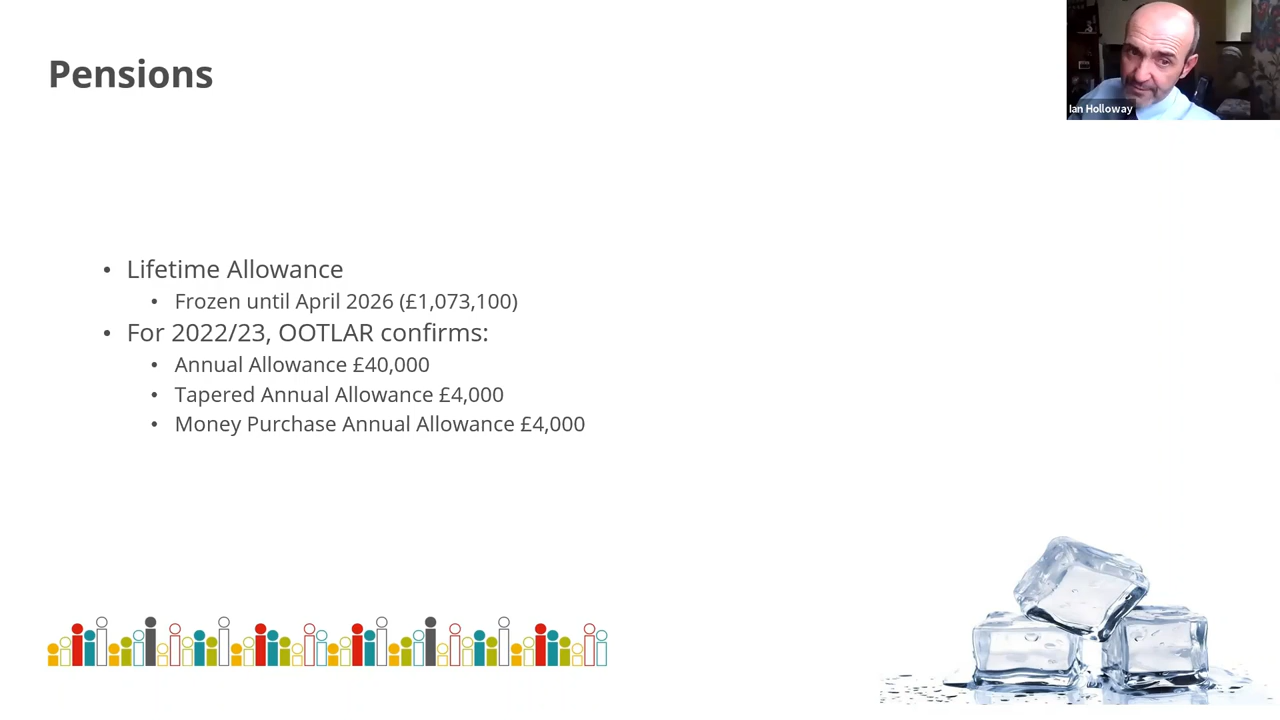 Pensions
Ian Holloway
• Lifetime Allowance
• Frozen until April 2026 (£1,073,100)
• For 2022/23, OOTLAR confirms:
• Annual Allowance £40,000
• Tapered Annual Allowance £4,000
• Money Purchase Annual Allowance £4,000